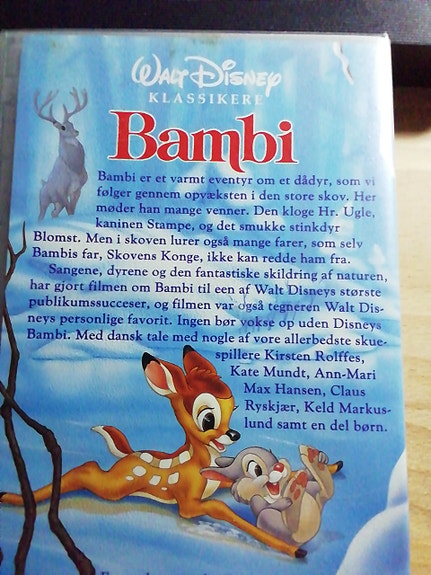 WALT DISNEY
KLASSIKERE
Bambi
Bambi er et varmt eventyr om et dådyr, som vi
følger gennem opvæksten i den store skov. Her
møder han mange venner. Den kloge Hr. Ugle,
kaninen Stampe, og det smukke stinkdyr
Blomst. Men i skoven lurer også mange farer, som selv
Bambis far, Skovens Konge, ikke kan redde ham fra.
Sangene, dyrene og den fantastiske skildring af naturen,
har gjort filmen om Bambi til een af Walt Disneys største
publikumssucceser, og filmen var også tegneren Walt Dis-
neys personlige favorit. Ingen bør vokse op uden Disneys
Bambi. Med dansk tale med nogle af vore allerbedste skue-
spillere Kirsten Rolffes,
Kate Mundt, Ann-Mari
Max Hansen, Claus
Ryskjær, Keld Markus-
lund samt en del børn.